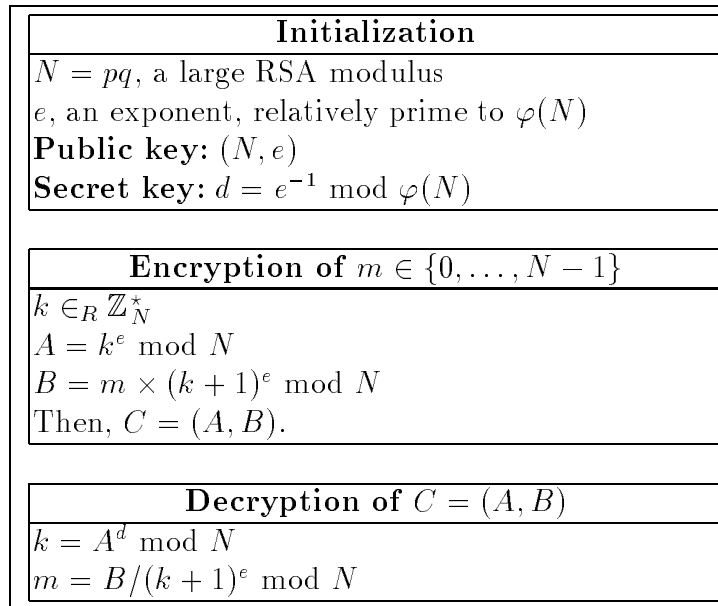 Initialization
N = pq, a large RSA modulus
e, an exponent, relatively prime to φ(N)
Public key: (N, e)
Secret key: d = e⁻¹ mod φ(N)
Encryption of m ∈ {0, . . . , N − 1}
k ∈_R ℤ*_N
A = k^e mod N
B = m × (k + 1)^e mod N
Then, C = (A, B).
Decryption of C = (A, B)
k = A^d mod N
m = B/(k + 1)^e mod N